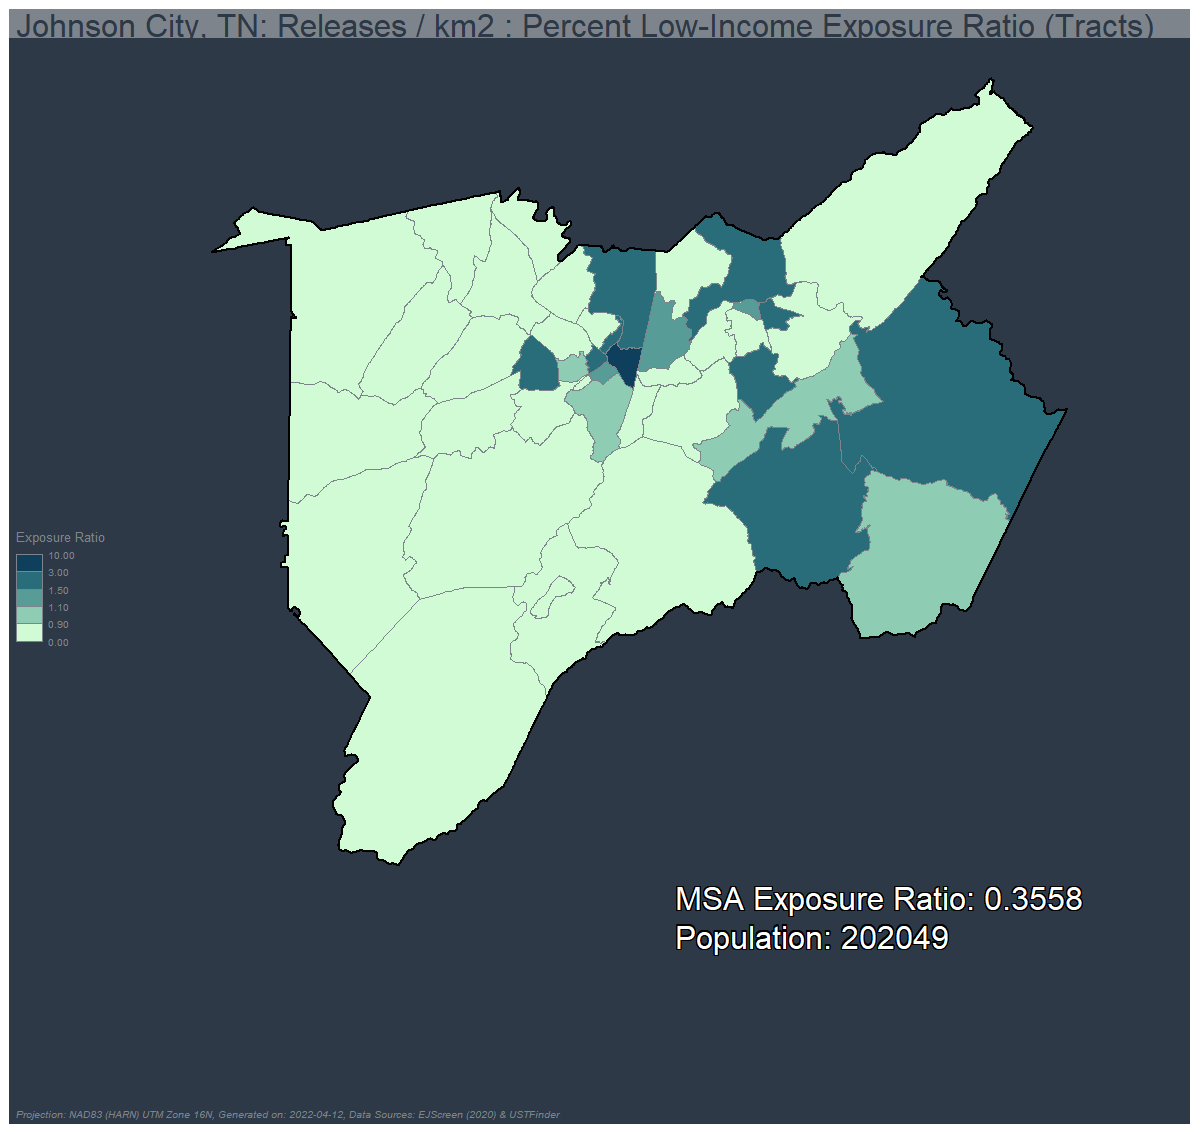 Johnson City, TN: Releases / km2 : Percent Low-Income Exposure Ratio (Tracts)
Exposure Ratio
10.00
3.00
1.50
1.10
0.90
0.00
MSA Exposure Ratio: 0.3558
Population: 202049
Projection: NAD83 (HARN) UTM Zone 16N, Generated on: 2022-04-12, Data Sources: EJScreen (2020) & USTFinder